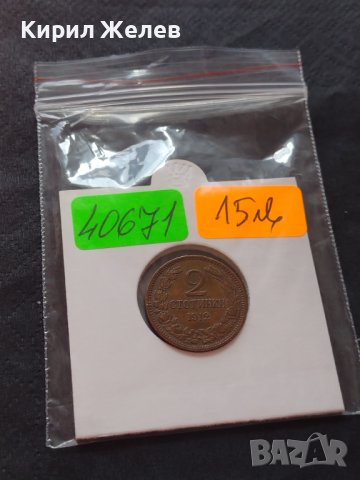 Кирил Желев
40671
15лв
2
СТОТИНКИ
1912
BAZAR